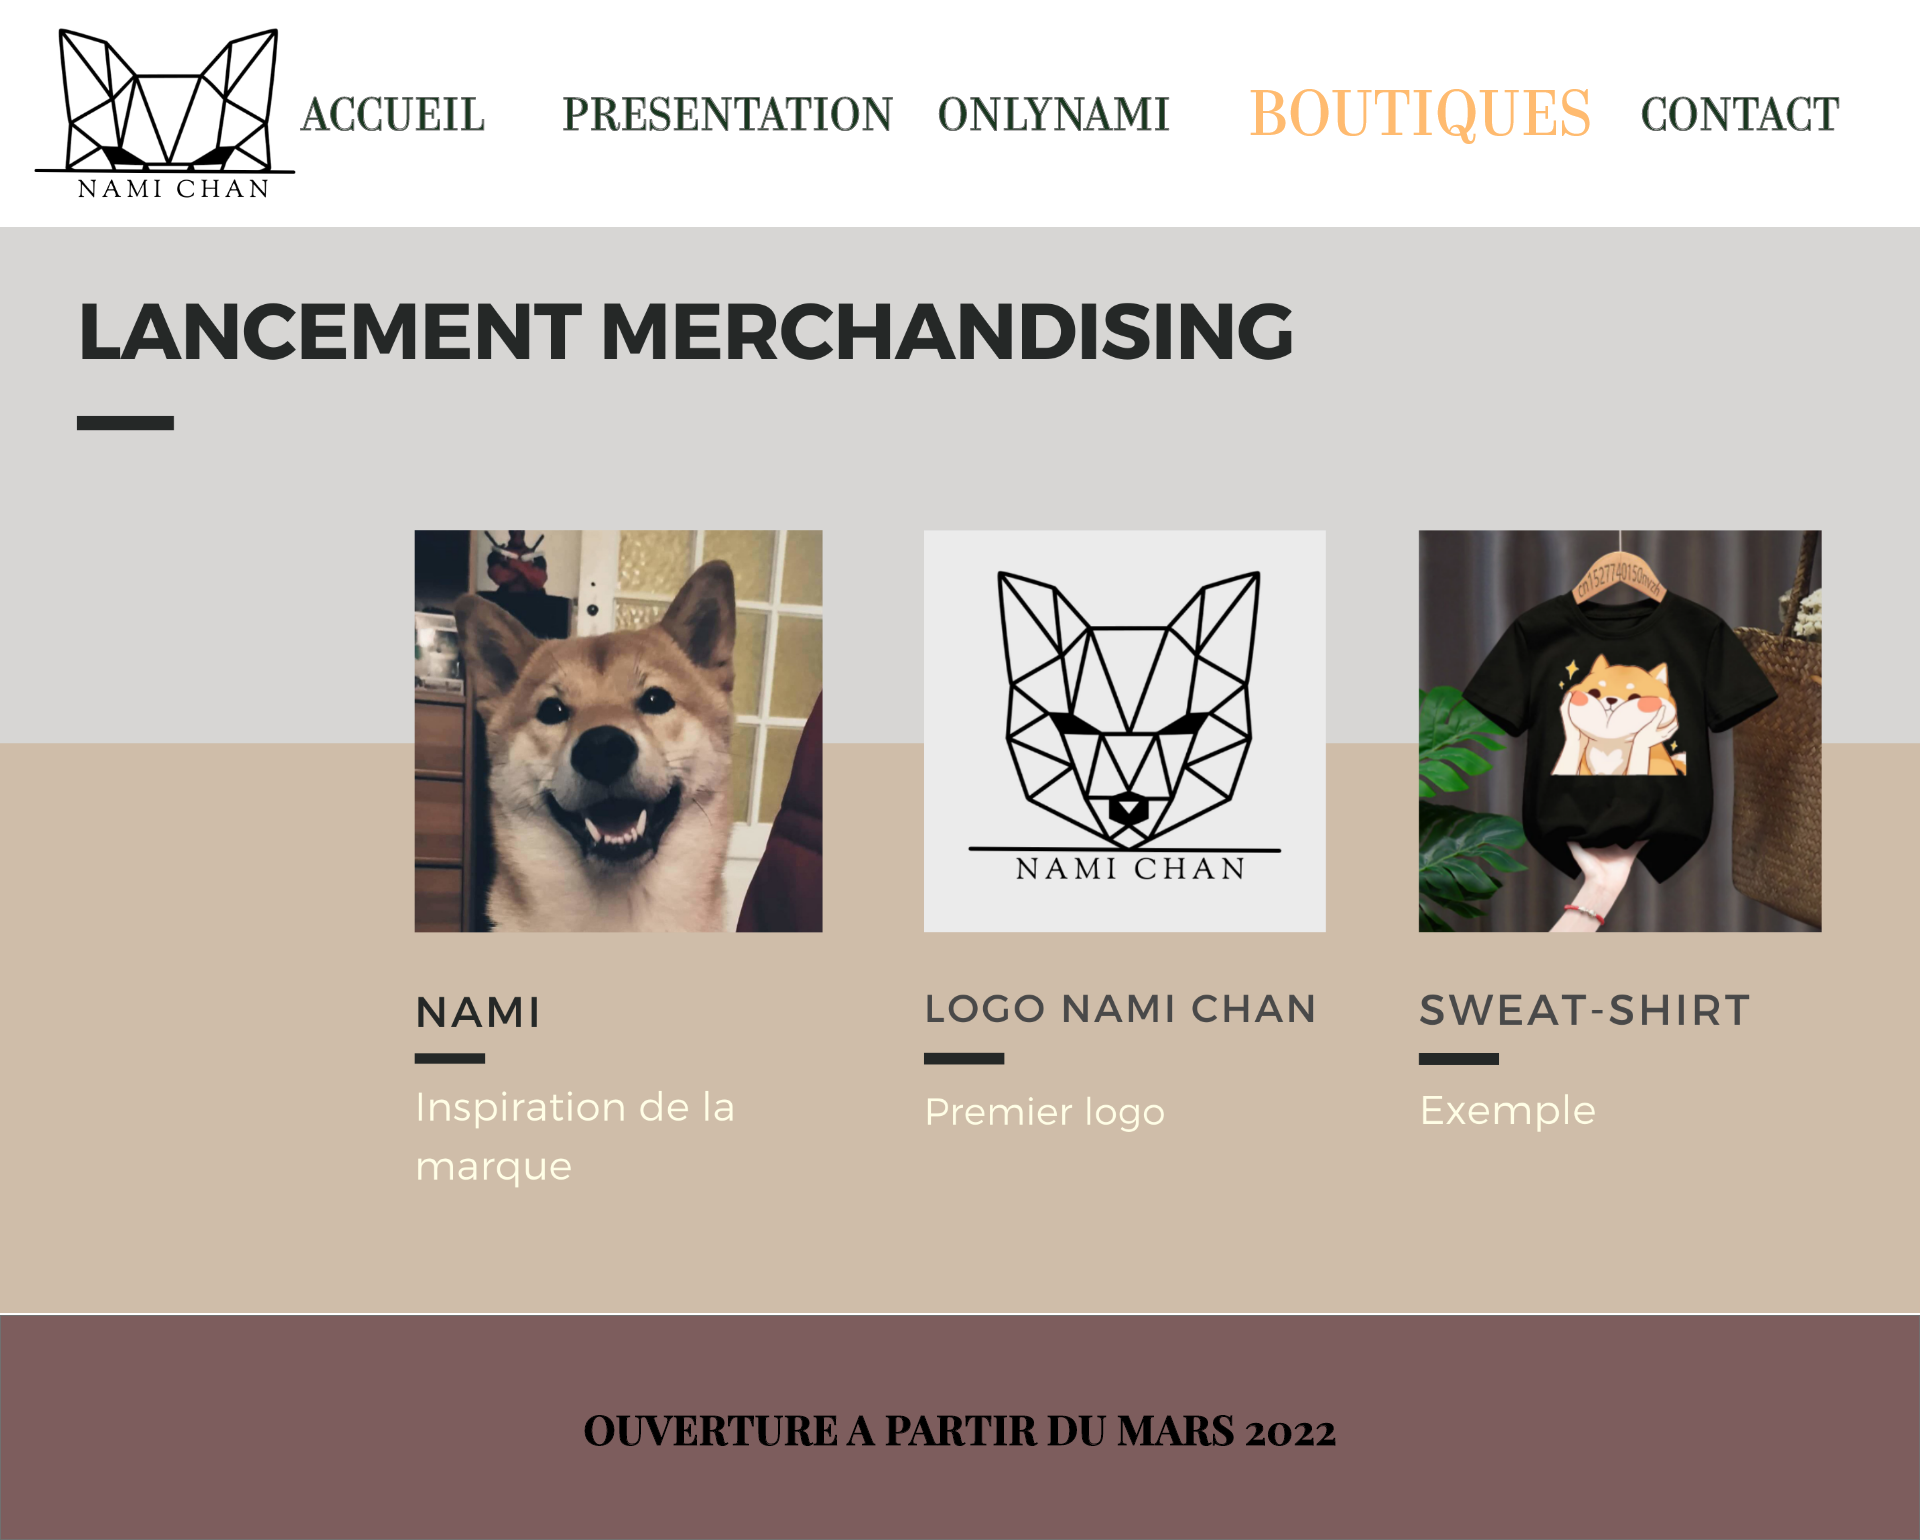 NAMI CHAN
ACCUEIL PRESENTATION ONLYNAMI BOUTIQUES CONTACT
LANCEMENT MERCHANDISING
cn1527740150nvzh
NAMI CHAN
NAMI
Inspiration de la
marque
LOGO NAMI CHAN
Premier logo
SWEAT-SHIRT
Exemple
OUVERTURE A PARTIR DU MARS 2022